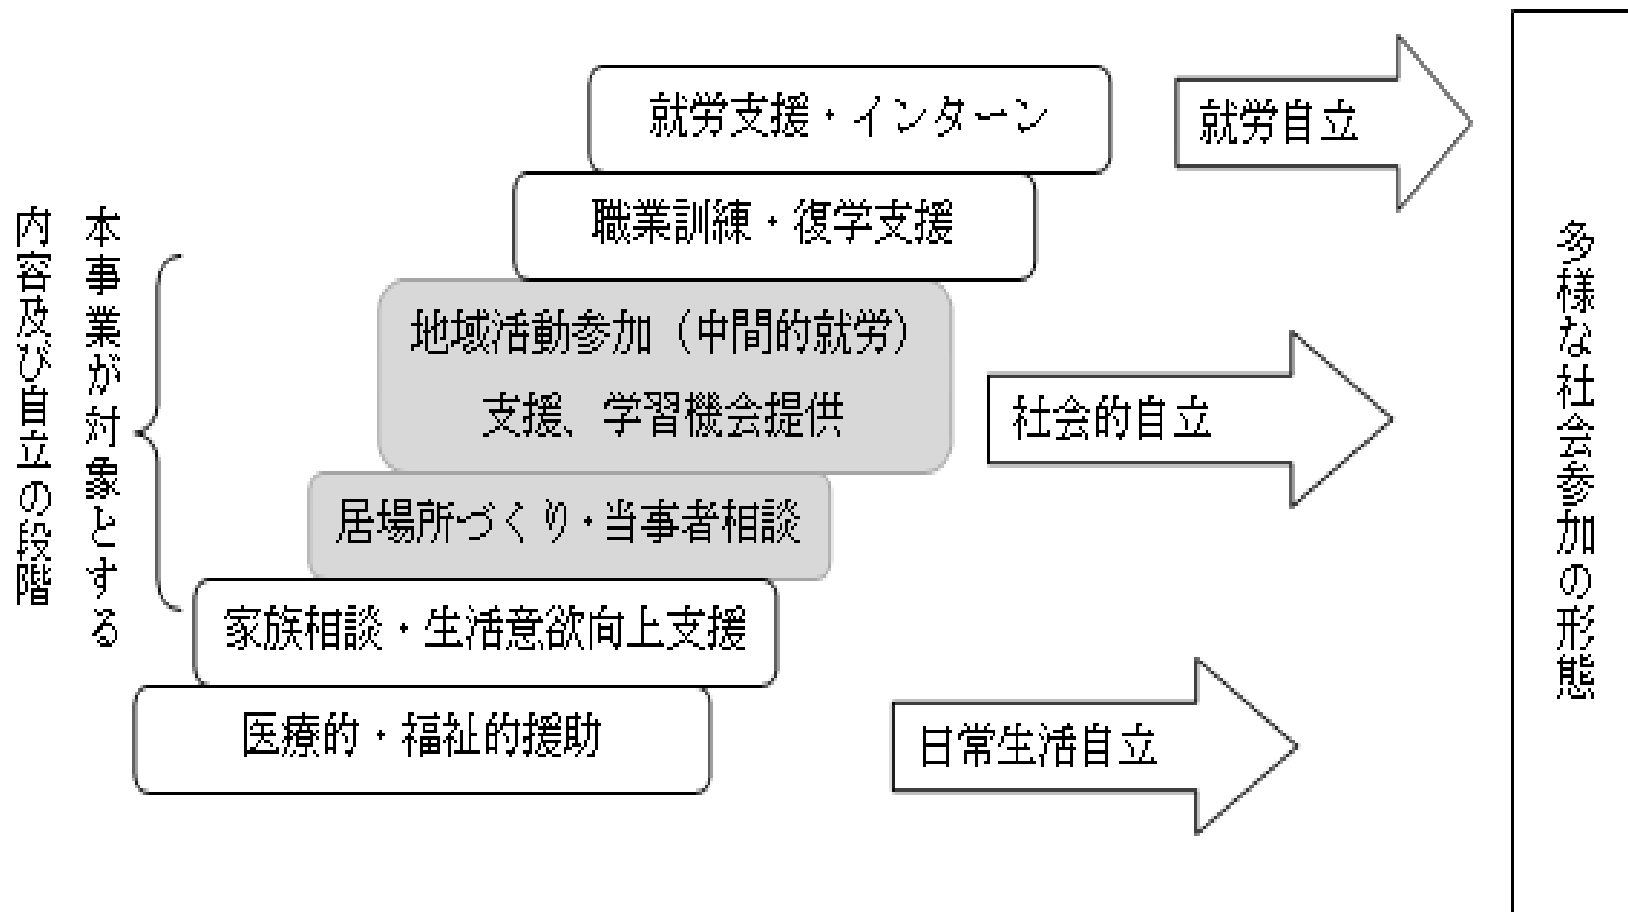 本事業が対象とする
内容及び自立の段階
就労支援・インターン
職業訓練・復学支援
地域活動参加（中間的就労）
支援、学習機会提供
居場所づくり・当事者相談
家族相談・生活意欲向上支援
医療的・福祉的援助
就労自立
社会的自立
日常生活自立
多様な社会参加の形態